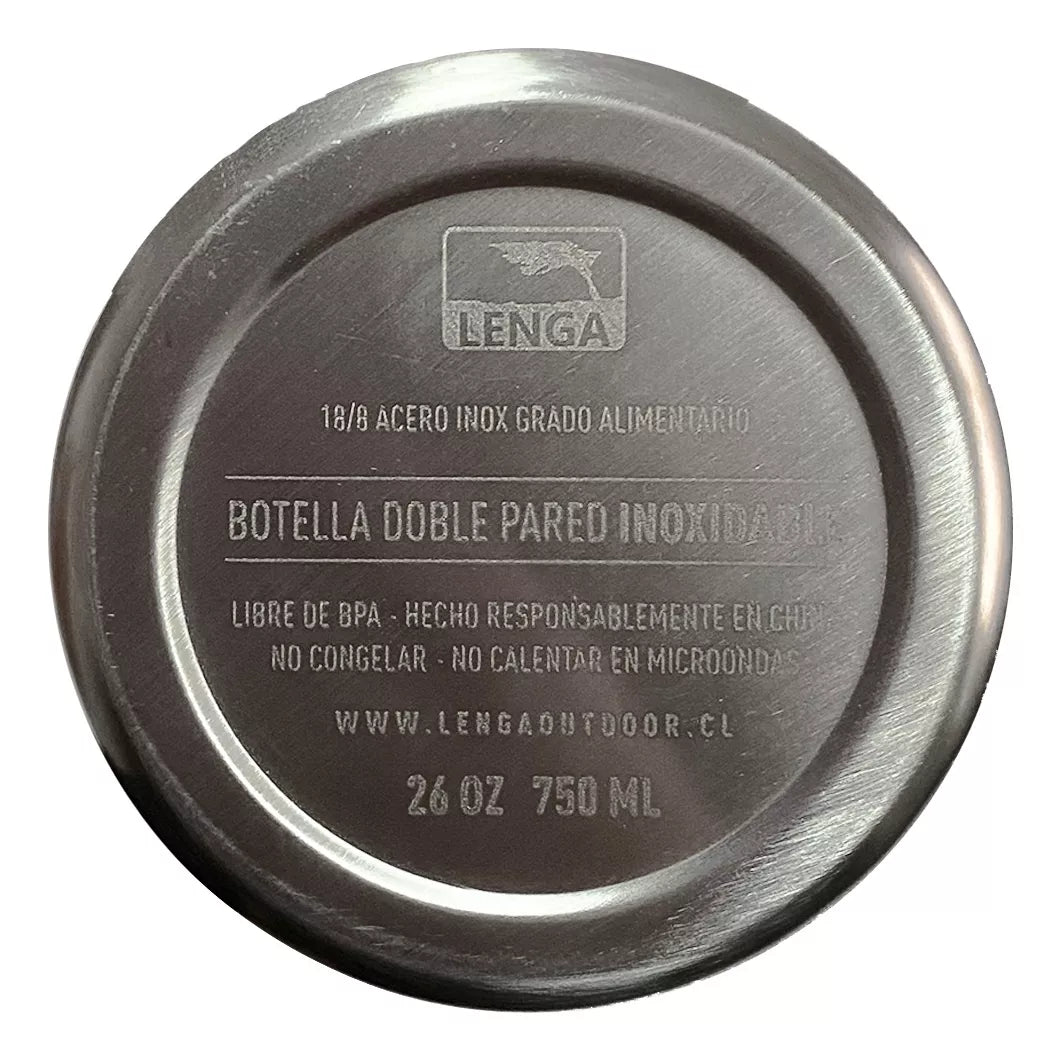 LENGA
18/8 ACERO INOX GRADO ALIMENTARIO
BOTELLA DOBLE PARED INOXIDABLE
LIBRE DE BPA - HECHO RESPONSABLEMENTE EN CHINA
NO CONGELAR - NO CALENTAR EN MICROONDAS
WWW.LENGAOUTDOOR.CL
26 OZ 750 ML